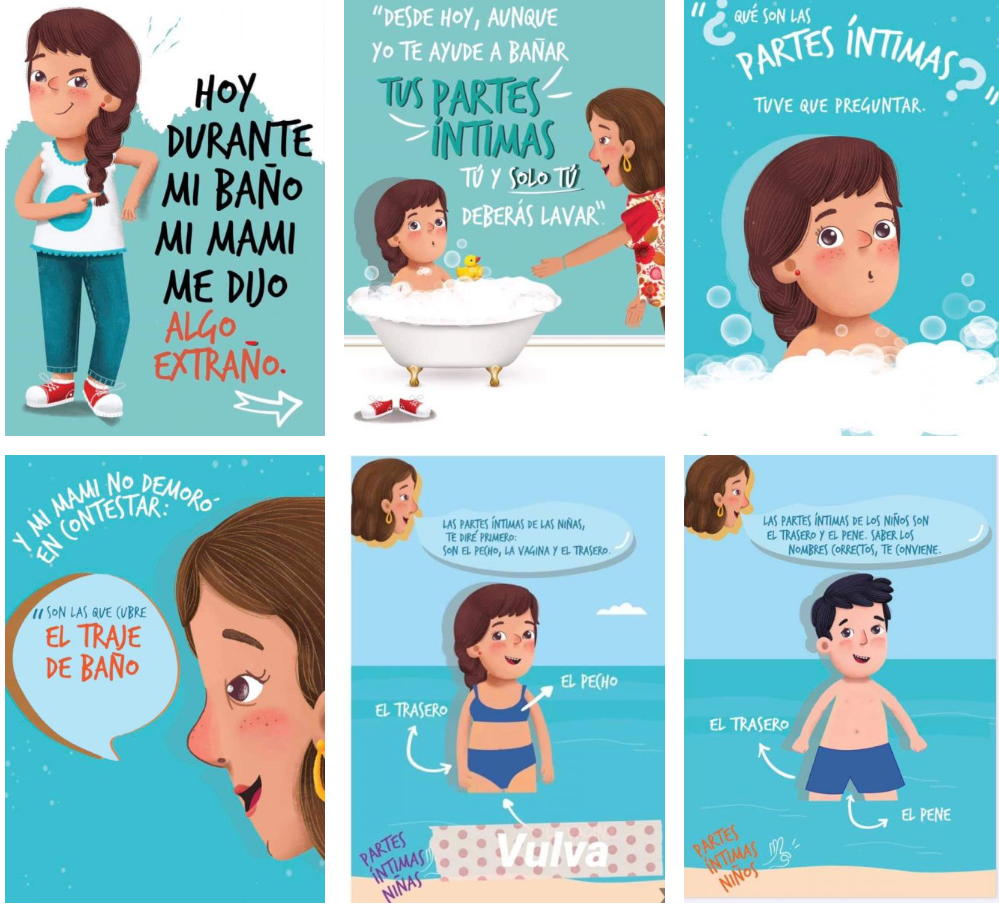 HOY
DURANTE
MI BAÑO
MI MAMI
ME DIJO
ALGO
EXTRAÑO.
"DESDE HOY, AUNQUE
YO TE AYUDE A BAÑAR
TUS PARTES
ÍNTIMAS
TÚ Y SOLO TÚ
DEBERÁS LAVAR".
"¿QUÉ SON LAS
PARTES ÍNTIMAS?"
TUVE QUE PREGUNTAR.
Y MI MAMI NO DEMORÓ
EN CONTESTAR:
"SON LAS QUE CUBRE
EL TRAJE
DE BAÑO
LAS PARTES ÍNTIMAS DE LAS NIÑAS,
TE DIRÉ PRIMERO:
SON EL PECHO, LA VAGINA Y EL TRASERO.
EL PECHO
EL TRASERO
Vulva
PARTES
ÍNTIMAS
NIÑAS
LAS PARTES ÍNTIMAS DE LOS NIÑOS SON
EL TRASERO Y EL PENE. SABER LOS
NOMBRES CORRECTOS, TE CONVIENE.
EL TRASERO
EL PENE
PARTES
ÍNTIMAS
NIÑOS